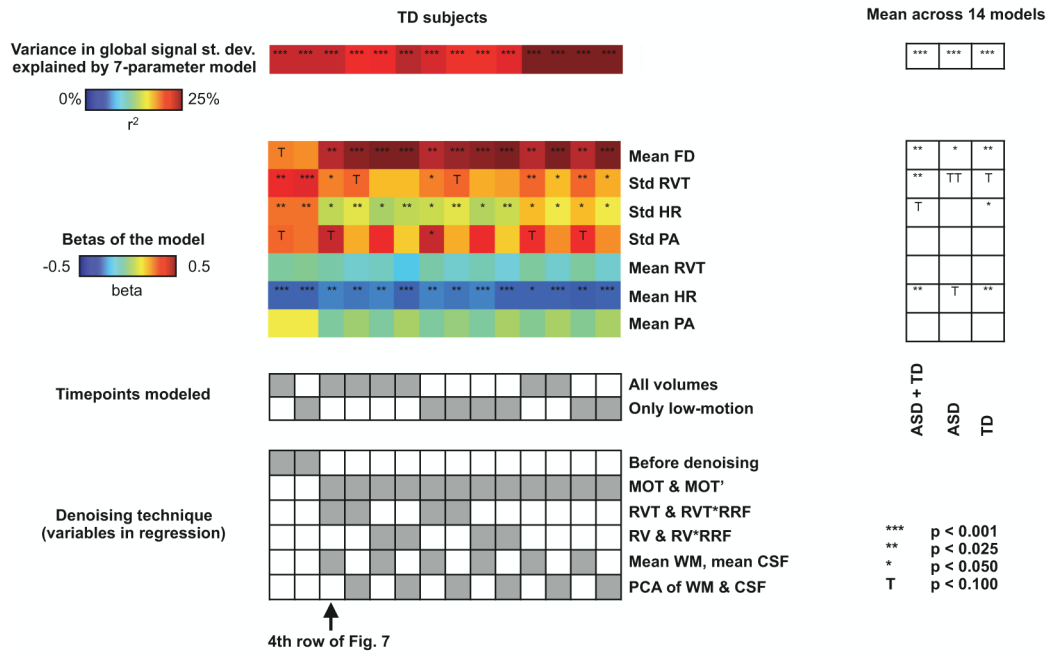 TD subjects
Mean across 14 models
Variance in global signal st. dev.
explained by 7-parameter model
*** *** *** *** *** *** *** *** *** *** *** *** *** ***
*** *** ***
0% 25%
r2
T ** *** *** *** ** *** *** *** ** *** ** *** Mean FD
** * **
** *** * T * T ** * ** * Std RVT
** TT T
** ** * ** * ** * ** * ** * * * * Std HR
T *
T T * T T Std PA
Betas of the model
-0.5 0.5
beta
Mean RVT
*** *** ** ** ** *** ** ** *** *** * *** ** *** Mean HR
** T **
Mean PA
Timepoints modeled
All volumes
Only low-motion
ASD + TD
ASD
TD
Denoising technique
(variables in regression)
Before denoising
MOT & MOT’
RVT & RVT*RRF
RV & RV*RRF
Mean WM, mean CSF
PCA of WM & CSF
*** p < 0.001
** p < 0.025
* p < 0.050
T p < 0.100
4th row of Fig. 7